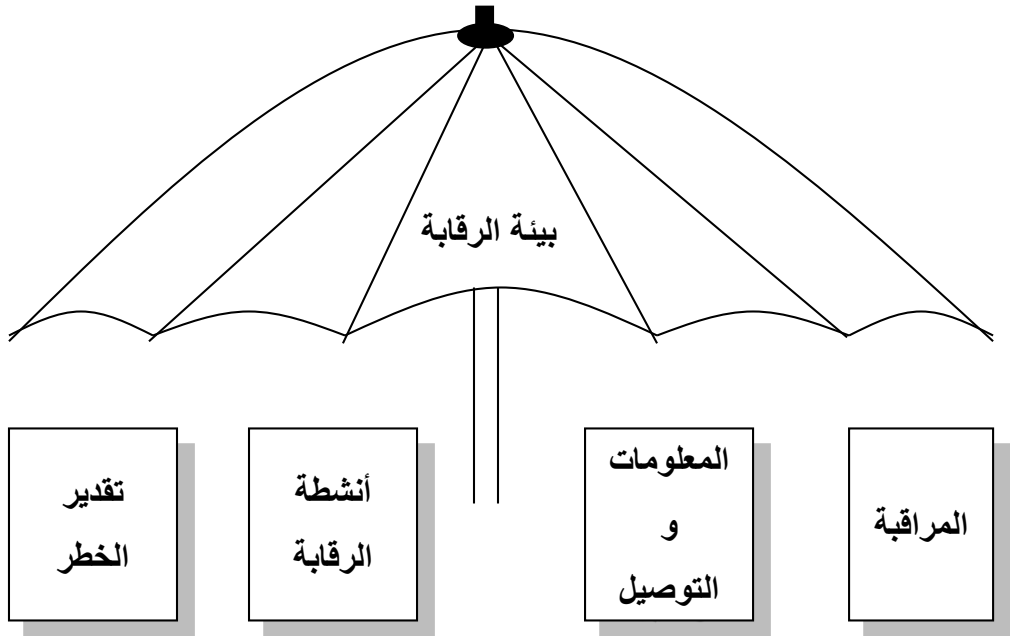 بيئة الرقابة
المراقبة
المعلومات
و
التوصيل
أنشطة
الرقابة
تقدير
الخطر